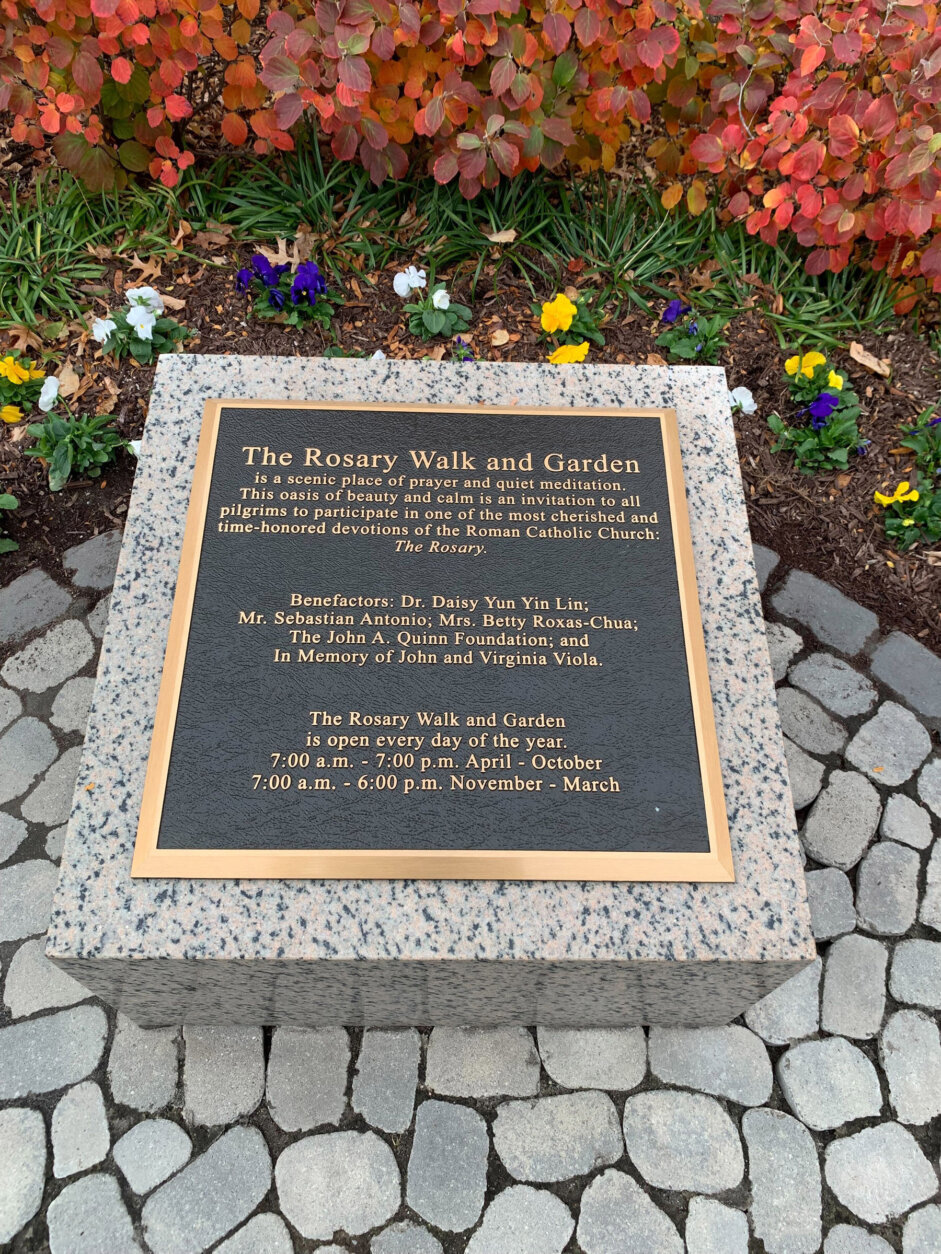 The Rosary Walk and Garden
is a scenic place of prayer and quiet meditation.
This oasis of beauty and calm is an invitation to all
pilgrims to participate in one of the most cherished and
time-honored devotions of the Roman Catholic Church:
The Rosary.
Benefactors: Dr. Daisy Yun Yin Lin;
Mr. Sebastian Antonio; Mrs. Betty Roxas-Chua;
The John A. Quinn Foundation; and
In Memory of John and Virginia Viola.
The Rosary Walk and Garden
is open every day of the year.
7:00 a.m. - 7:00 p.m. April - October
7:00 a.m. - 6:00 p.m. November - March